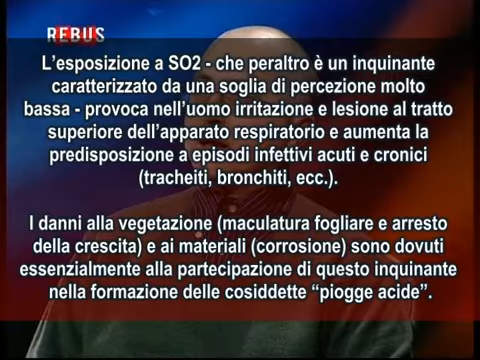 REBUS
L'esposizione a SO2 - che peraltro è un inquinante
caratterizzato da una soglia di percezione molto
bassa - provoca nell'uomo irritazione e lesione al tratto
superiore dell'apparato respiratorio e aumenta la
predisposizione a episodi infettivi acuti e cronici
(tracheiti, bronchiti, ecc.).
I danni alla vegetazione (maculatura fogliare e arresto
della crescita) e ai materiali (corrosione) sono dovuti
essenzialmente alla partecipazione di questo inquinante
nella formazione delle cosiddette “piogge acide”.